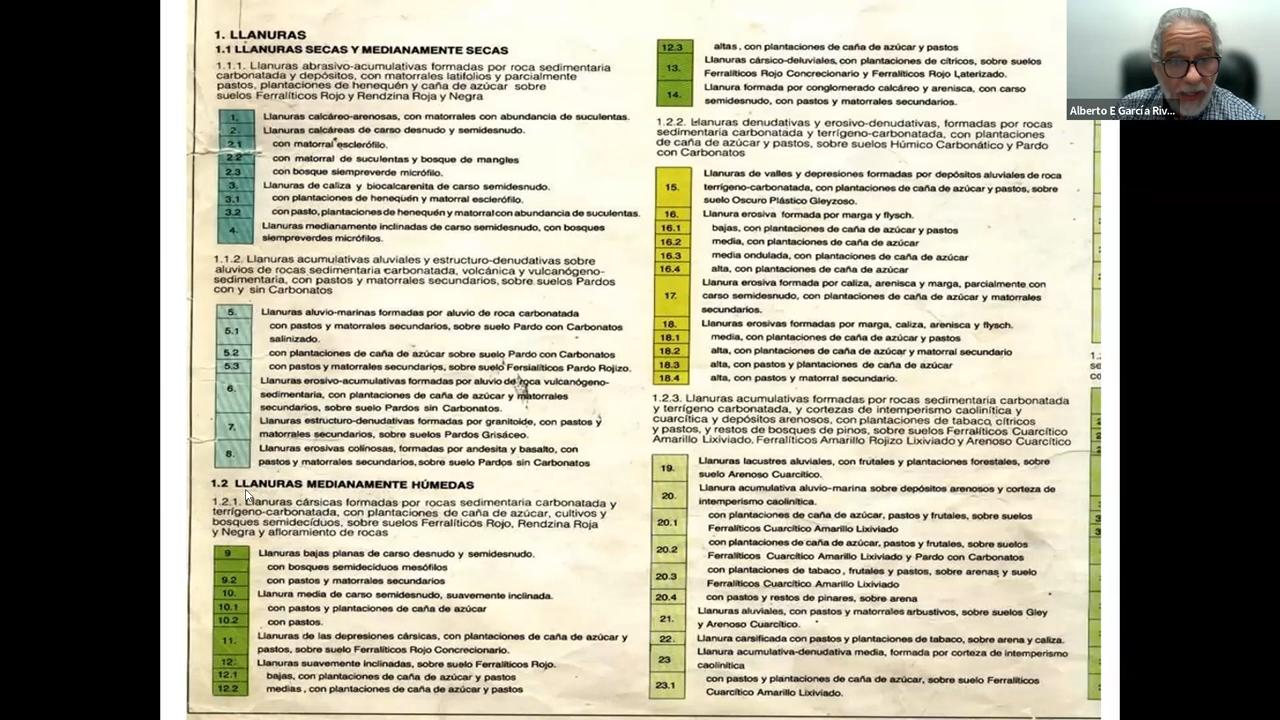 1. LLANURAS
1.1 LLANURAS SECAS Y MEDIANAMENTE SECAS
1.1.1. Llanuras abrasivo-acumulativas formadas por roca sedimentaria
carbonatada y depósitos, con matorrales latifolios y parcialmente
pastos, plantaciones de henequén y caña de azúcar sobre
suelos Ferralíticos Rojo y Rendzina Roja y Negra
1. Llanuras calcáreo-arenosas, con matorrales con abundancia de suculentas.
2. Llanuras calcáreas de carso desnudo y semidesnudo.
2.1 con matorral esclerófilo.
2.2 con matorral de suculentas y bosque de mangles
2.3 con bosque siempreverde micrófilo.
3. Llanuras de caliza y biocalcarenita de carso semidesnudo.
3.1 con plantaciones de henequén y matorral esclerófilo.
3.2 con pasto, plantaciones de henequén y matorral con abundancia de suculentas.
4. Llanuras medianamente inclinadas de carso semidesnudo, con bosques
siempreverdes micrófilos.
1.1.2. Llanuras acumulativas aluviales y estructuro-denudativas sobre
aluvios de rocas sedimentaria carbonatada, volcánica y vulcanógeno-
sedimentaria, con pastos y matorrales secundarios, sobre suelos Pardos
con y sin Carbonatos
5. Llanuras aluvio-marinas formadas por aluvio de roca carbonatada
5.1 con pastos y matorrales secundarios, sobre suelo Pardo con Carbonatos
salinizado.
5.2 con plantaciones de caña de azúcar sobre suelo Pardo con Carbonatos
5.3 con pastos y matorrales secundarios, sobre suelo Fersialíticos Pardo Rojizo.
6. Llanuras erosivo-acumulativas formadas por aluvio de roca vulcanógeno-
sedimentaria, con plantaciones de caña de azúcar y matorrales
secundarios, sobre suelo Pardos sin Carbonatos.
7. Llanuras estructuro-denudativas formadas por granitoide, con pastos y
matorrales secundarios, sobre suelos Pardos Grisáceo.
8. Llanuras erosivas colinosas, formadas por andesita y basalto, con
pastos y matorrales secundarios, sobre suelo Pardos sin Carbonatos
1.2 LLANURAS MEDIANAMENTE HÚMEDAS
1.2.1. Llanuras cársicas formadas por rocas sedimentaria carbonatada y
terrígeno-carbonatada, con plantaciones de caña de azúcar, cultivos y
bosques semidecíduos, sobre suelos Ferralíticos Rojo, Rendzina Roja
y Negra y afloramiento de rocas
9 Llanuras bajas planas de carso desnudo y semidesnudo.
con bosques semideciduos mesófilos
9.2 con pastos y matorrales secundarios
10. Llanura media de carso semidesnudo, suavemente inclinada.
10.1 con pastos y plantaciones de caña de azúcar
10.2 con pastos.
11. Llanuras de las depresiones cársicas, con plantaciones de caña de azúcar y
pastos, sobre suelo Ferralíticos Rojo Concrecionario.
12. Llanuras suavemente inclinadas, sobre suelo Ferralíticos Rojo.
12.1 bajas, con plantaciones de caña de azúcar y pastos
12.2 medias, con plantaciones de caña de azúcar y pastos
12.3 altas, con plantaciones de caña de azúcar y pastos
13. Llanuras cársico-deluviales, con plantaciones de cítricos, sobre suelos
Ferralíticos Rojo Concrecionario y Ferralíticos Rojo Laterizado.
14. Llanura formada por conglomerado calcáreo y arenisca, con carso
semidesnudo, con pastos y matorrales secundarios.
1.2.2. Llanuras denudativas y erosivo-denudativas, formadas por rocas
sedimentaria carbonatada y terrígeno-carbonatada, con plantaciones
de caña de azúcar y pastos, sobre suelos Húmico Carbonático y Pardo
con Carbonatos
15. Llanuras de valles y depresiones formadas por depósitos aluviales de roca
terrígeno-carbonatada, con plantaciones de caña de azúcar y pastos, sobre
suelo Oscuro Plástico Gleyzoso.
16. Llanura erosiva formada por marga y flysch.
16.1 bajas, con plantaciones de caña de azúcar y pastos
16.2 media, con plantaciones de caña de azúcar
16.3 media ondulada, con plantaciones de caña de azúcar
16.4 alta, con plantaciones de caña de azúcar
17. Llanura erosiva formada por caliza, arenisca y marga, parcialmente con
carso semidesnudo, con plantaciones de caña de azúcar y matorrales
secundarios.
18. Llanuras erosivas formadas por marga, caliza, arenisca y flysch.
18.1 media, con plantaciones de caña de azúcar y pastos
18.2 alta, con plantaciones de caña de azúcar y matorral secundario
18.3 alta, con pastos y plantaciones de caña de azúcar
18.4 alta, con pastos y matorral secundario.
1.2.3. Llanuras acumulativas formadas por rocas sedimentaria carbonatada
y terrígeno carbonatada, y cortezas de intemperismo caolinítica y
cuarcítica y depósitos arenosos, con plantaciones de tabaco, cítricos
y pastos, y restos de bosques de pinos, sobre suelos Ferralíticos Cuarcítico
Amarillo Lixiviado, Ferralíticos Amarillo Rojizo Lixiviado y Arenoso Cuarcítico
19. Llanuras lacustres aluviales, con frutales y plantaciones forestales, sobre
suelo Arenoso Cuarcítico.
20. Llanura acumulativa aluvio-marina sobre depósitos arenosos y corteza de
intemperismo caolinítica.
20.1 con plantaciones de caña de azúcar, pastos y frutales, sobre suelos
Ferralíticos Cuarcítico Amarillo Lixiviado
20.2 con plantaciones de caña de azúcar, pastos y frutales, sobre suelos
Ferralíticos Cuarcítico Amarillo Lixiviado y Pardo con Carbonatos
20.3 con plantaciones de tabaco, frutales y pastos, sobre arenas y suelo
Ferralíticos Cuarcítico Amarillo Lixiviado
20.4 con pastos y restos de pinares, sobre arena
21. Llanuras aluviales, con pastos y matorrales arbustivos, sobre suelos Gley
y Arenoso Cuarcítico.
22. Llanura carsificada con pastos y plantaciones de tabaco, sobre arena y caliza.
23 Llanura acumulativa-denudativa media, formada por corteza de intemperismo
caolinítica
23.1 con pastos y plantaciones de caña de azúcar, sobre suelo Ferralíticos
Cuarcítico Amarillo Lixiviado.
Alberto E García Riv...